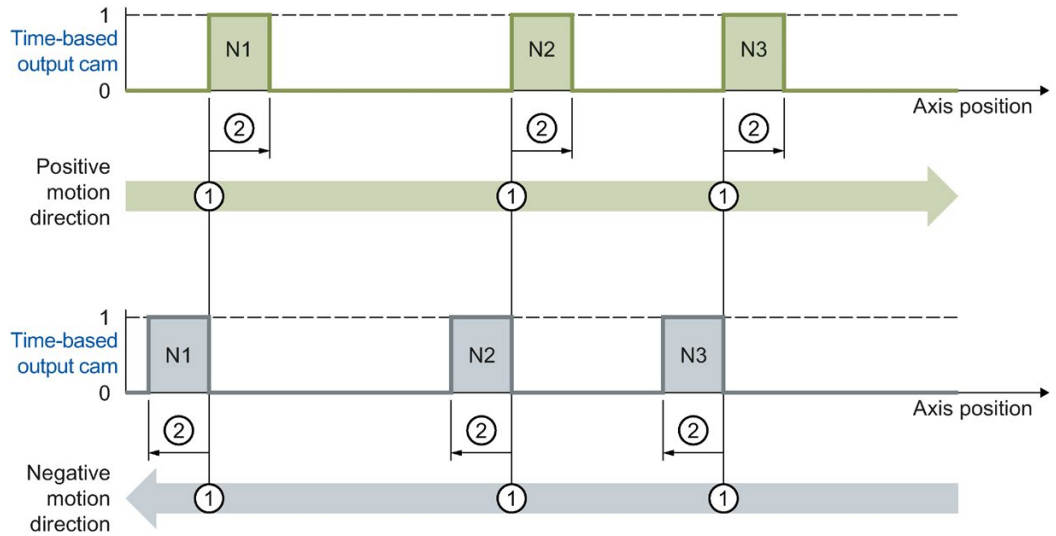 1
Time-based
output cam
N1 N2 N3
0
Axis position
2 2 2
Positive
motion
direction
1 1 1
1
Time-based
output cam
N1 N2 N3
0
Axis position
2 2 2
Negative
motion
direction
1 1 1